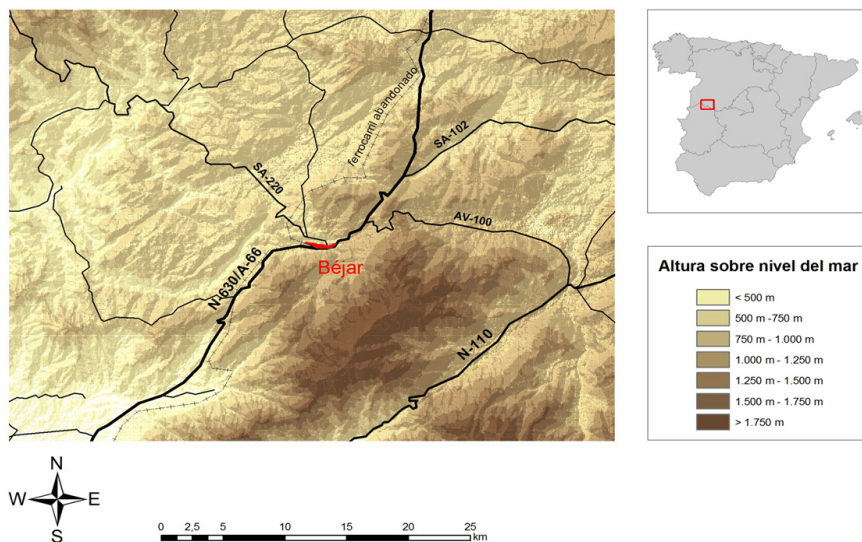 ferrocarril abandonado
SA-102
SA-220
AV-100
Béjar
N-630/A-66
N-110
Altura sobre nivel del mar
< 500 m
500 m -750 m
750 m - 1.000 m
1.000 m - 1.250 m
1.250 m - 1.500 m
1.500 m - 1.750 m
> 1.750 m
N
W E
S
0 2,5 5 10 15 20 25
km